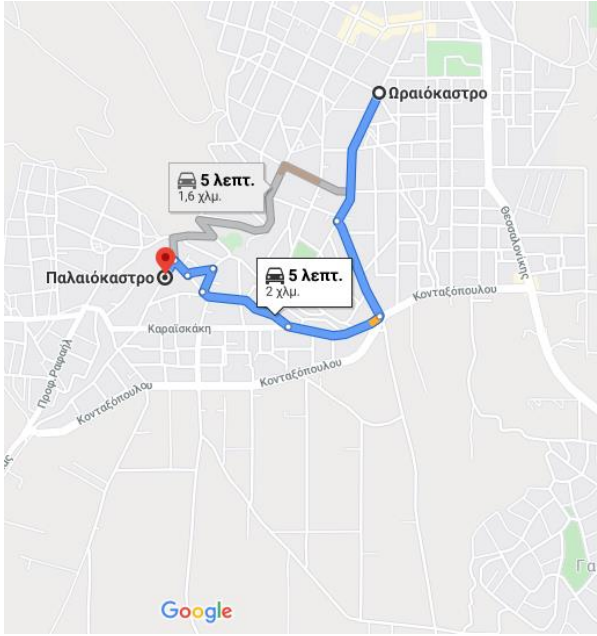 Ωραιόκαστρο
5 λεπτ.
1,6 χλμ.
Θεσσαλονίκης
Παλαιόκαστρο
5 λεπτ.
2 χλμ.
Κονταξόπουλου
Καραϊσκάκη
Προφ.Ραφαήλ
Κονταξόπουλου
Κονταξόπουλου
Γα
Google